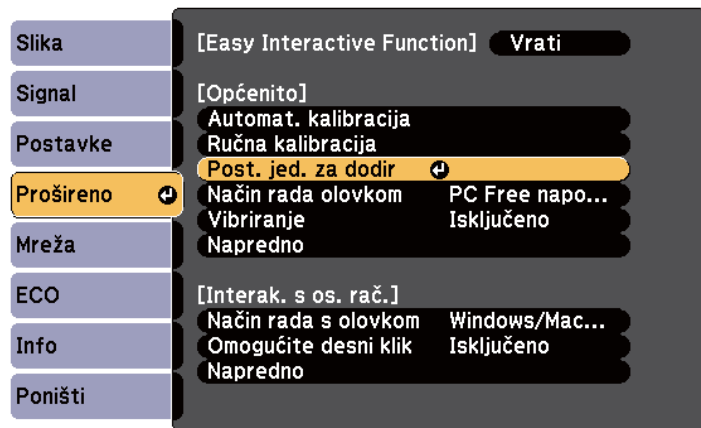 Slika
Signal
Postavke
Prošireno
Mreža
ECO
Info
Poništi
[Easy Interactive Function] Vrati
[Općenito]
Automat. kalibracija
Ručna kalibracija
Post. jed. za dodir
Način rada olovkom PC Free napo...
Vibriranje Isključeno
Napredno
[Interak. s os. rač.]
Način rada s olovkom Windows/Mac...
Omogućite desni klik Isključeno
Napredno